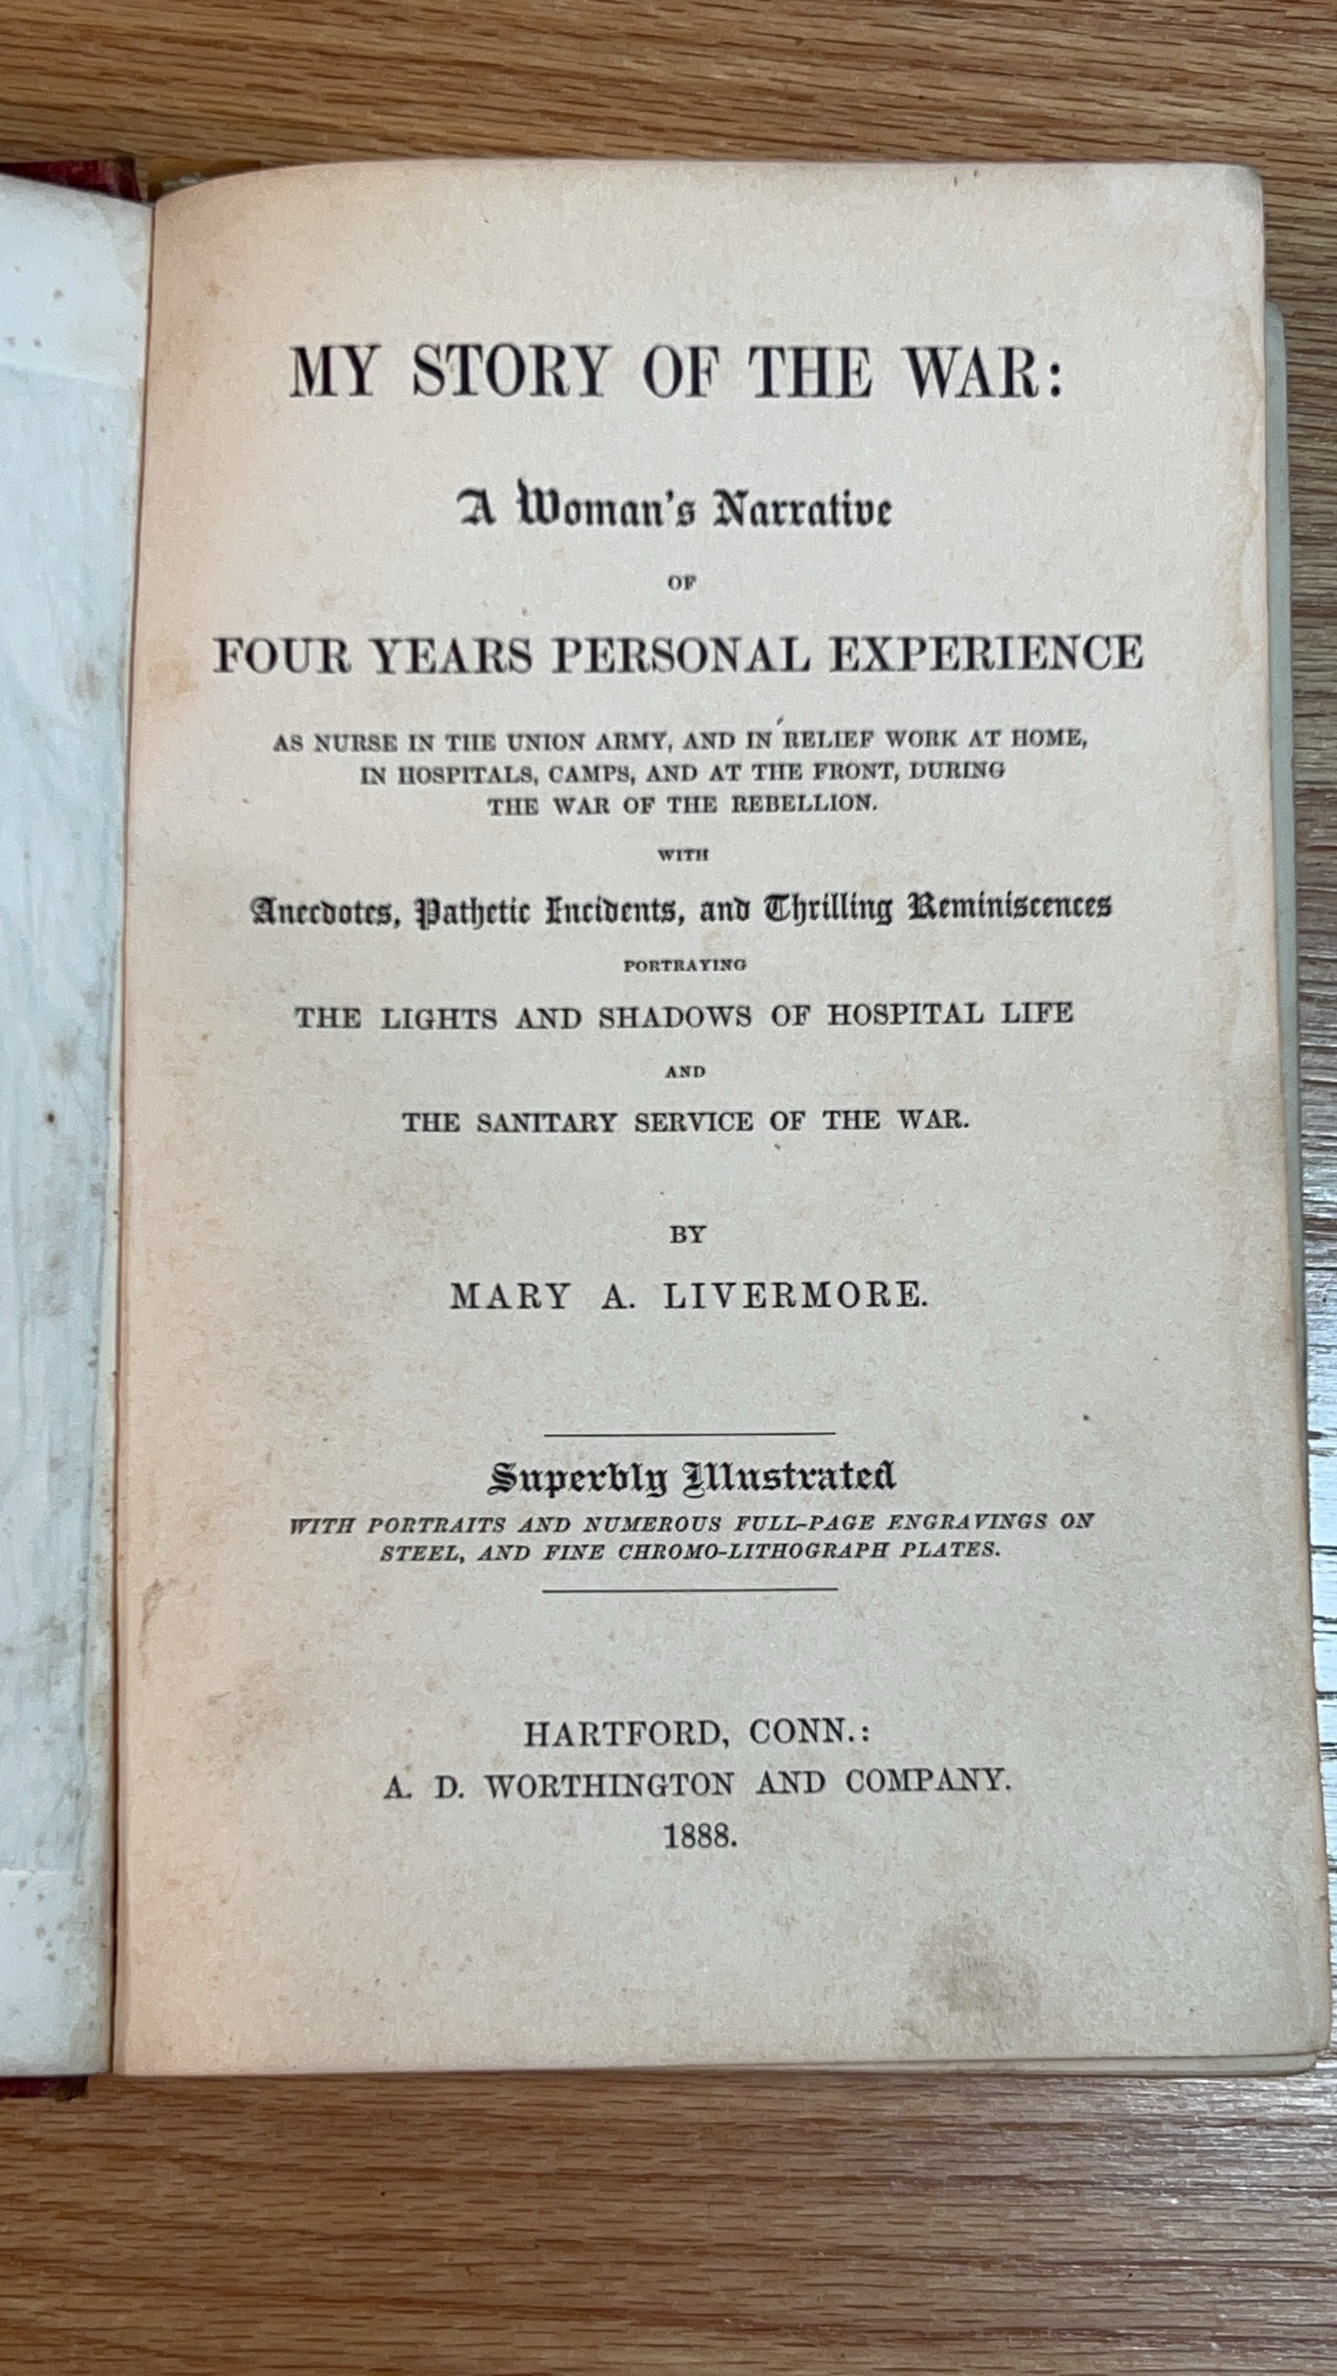 MY STORY OF THE WAR:
A Woman's Narrative
OF
FOUR YEARS PERSONAL EXPERIENCE
AS NURSE IN THE UNION ARMY, AND IN RELIEF WORK AT HOME,
IN HOSPITALS, CAMPS, AND AT THE FRONT, DURING
THE WAR OF THE REBELLION.
WITH
Anecdotes, Pathetic Incidents, and Thrilling Reminiscences
PORTRAYING
THE LIGHTS AND SHADOWS OF HOSPITAL LIFE
AND
THE SANITARY SERVICE OF THE WAR.
BY
MARY A. LIVERMORE.
Superbly Illustrated
WITH PORTRAITS AND NUMEROUS FULL-PAGE ENGRAVINGS ON
STEEL, AND FINE CHROMO-LITHOGRAPH PLATES.
HARTFORD, CONN.:
A. D. WORTHINGTON AND COMPANY.
1888.